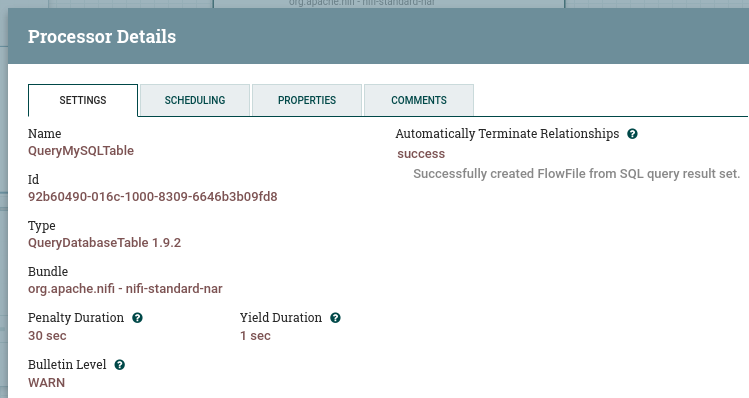 org.apache.nifi - nifi-standard-nar
Processor Details
SETTINGS
SCHEDULING
PROPERTIES
COMMENTS
Name
QueryMySQLTable
Id
92b60490-016c-1000-8309-6646b3b09fd8
Type
QueryDatabaseTable 1.9.2
Bundle
org.apache.nifi - nifi-standard-nar
Penalty Duration
30 sec
Yield Duration
1 sec
Bulletin Level
WARN
Automatically Terminate Relationships
success
Successfully created FlowFile from SQL query result set.